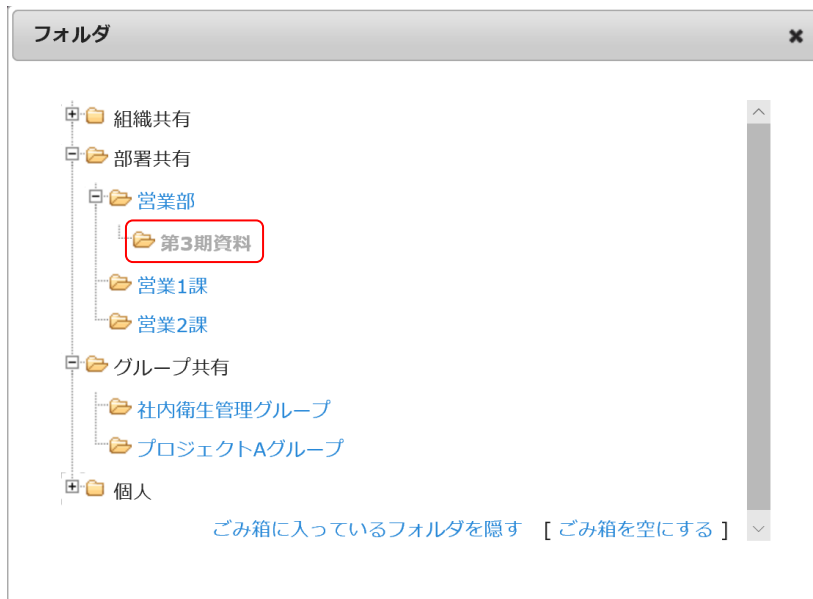 フォルダ
組織共有
部署共有
営業部
第3期資料
営業1課
営業2課
グループ共有
社内衛生管理グループ
プロジェクトAグループ
個人
ごみ箱に入っているフォルダを隠す [ ごみ箱を空にする ]